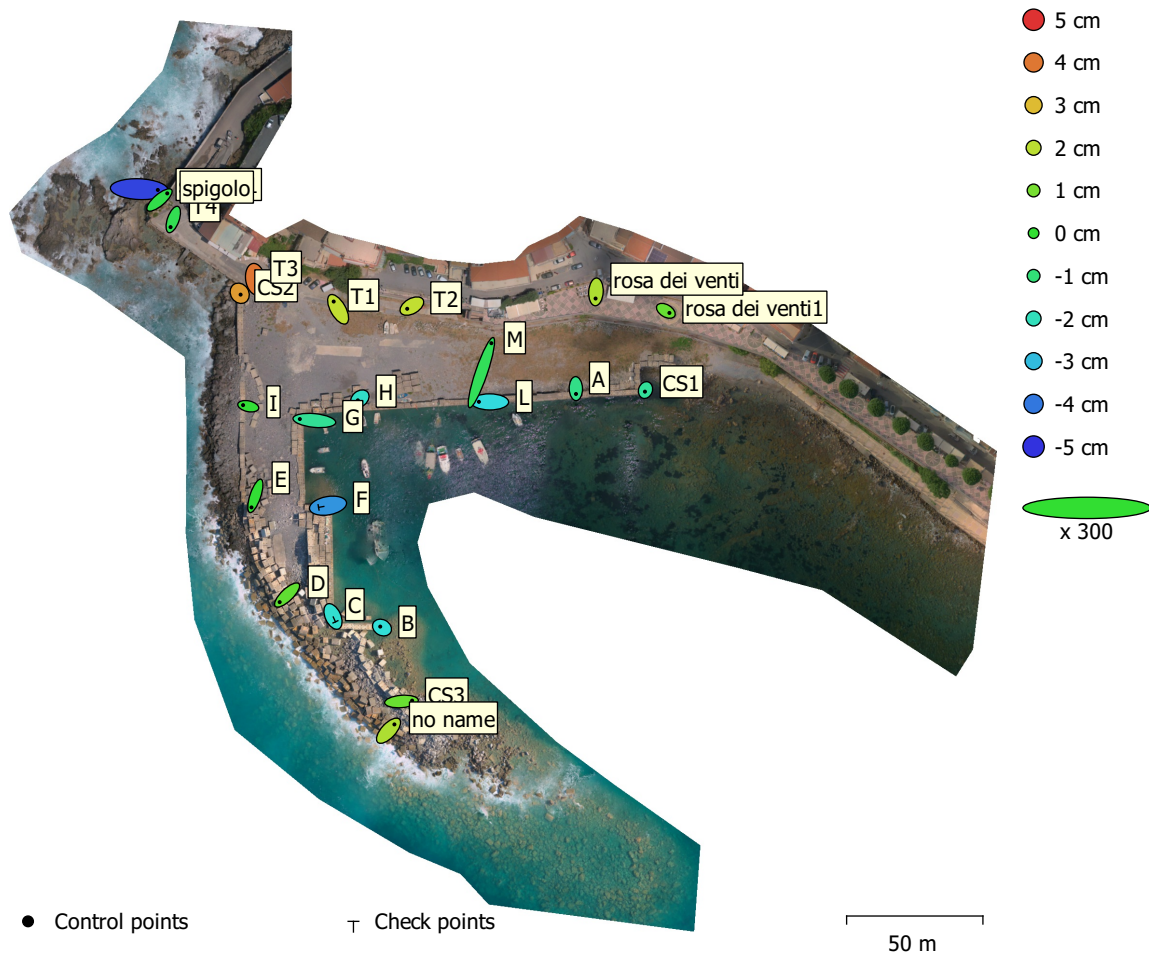 5 cm
4 cm
3 cm
2 cm
1 cm
0 cm
-1 cm
-2 cm
-3 cm
-4 cm
-5 cm
x 300
spigolo
T4
T3
CS2
T1
T2
rosa dei venti
rosa dei venti1
M
A
CS1
H
L
I
G
E
F
D
C
B
CS3
no name
Control points
Check points
50 m